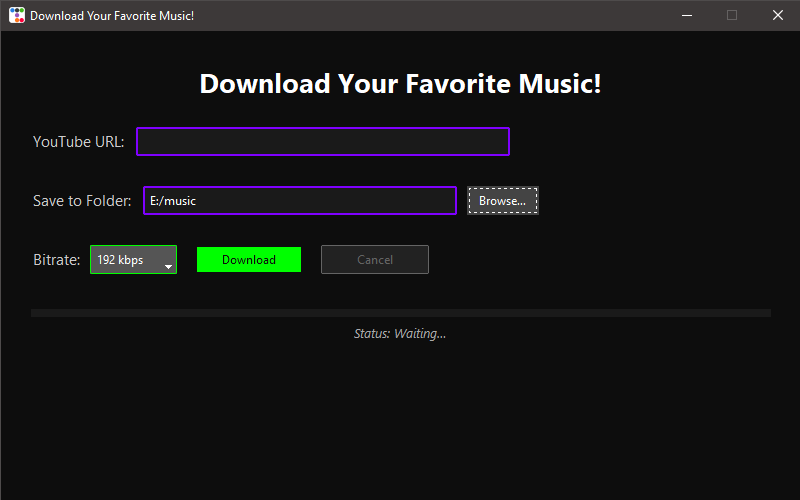 Download Your Favorite Music!
Download Your Favorite Music!
YouTube URL:
Save to Folder: E:/music Browse...
Bitrate: 192 kbps Download Cancel
Status: Waiting...